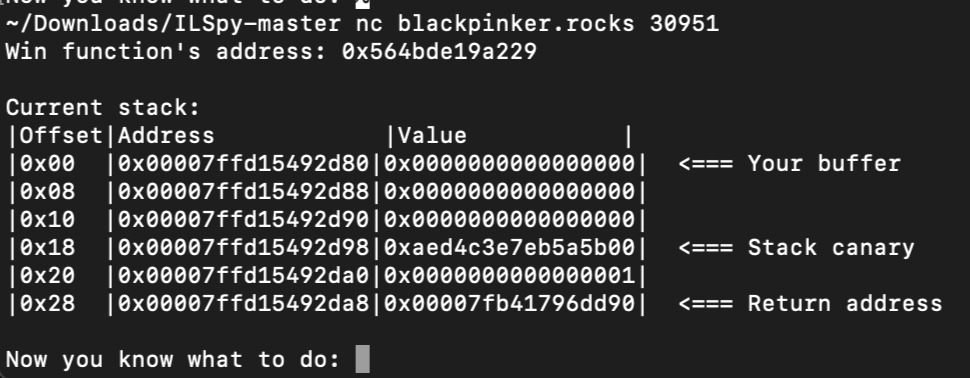 Now you know what to do:
~/Downloads/ILSpy-master nc blackpinker.rocks 30951
Win function's address: 0x564bde19a229
Current stack:
|Offset|Address |Value |
|0x00 |0x00007ffd15492d80|0x0000000000000000| <=== Your buffer
|0x08 |0x00007ffd15492d88|0x0000000000000000|
|0x10 |0x00007ffd15492d90|0x0000000000000000|
|0x18 |0x00007ffd15492d98|0xaed4c3e7eb5a5b00| <=== Stack canary
|0x20 |0x00007ffd15492da0|0x0000000000000001|
|0x28 |0x00007ffd15492da8|0x00007fb41796dd90| <=== Return address
Now you know what to do: